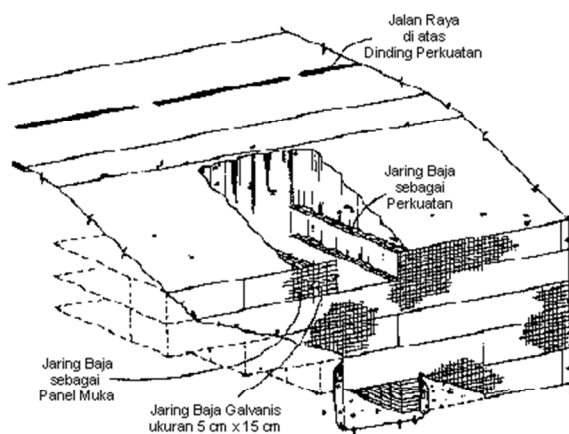 Jalan Raya
di atas
Dinding Perkuatan
Jaring Baja
sebagai
Perkuatan
Jaring Baja
sebagai
Panel Muka
Jaring Baja Galvanis
ukuran 5 cm x 15 cm